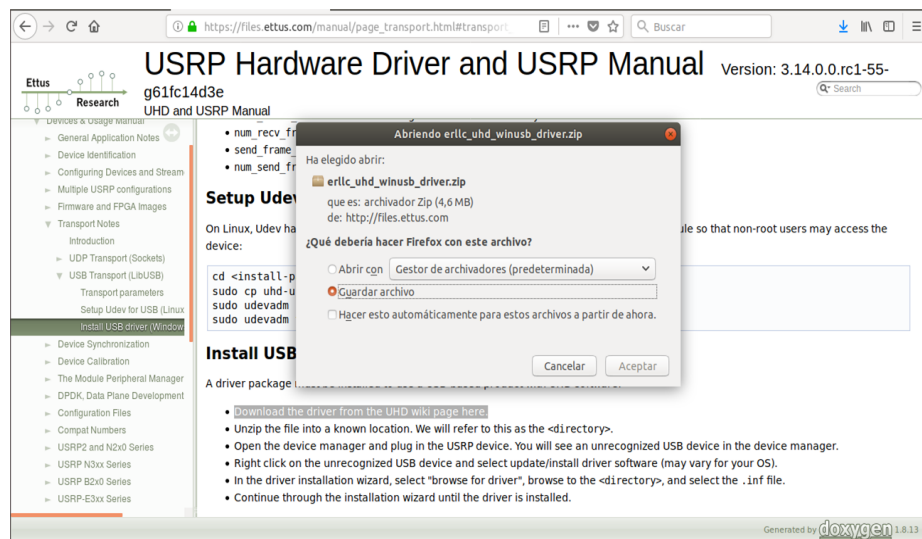 https://files.ettus.com/manual/page_transport.html#transport
Buscar
Ettus
Research
USRP Hardware Driver and USRP Manual Version: 3.14.0.0.rc1-55-
g61fc14d3e
UHD and USRP Manual
Search
Devices & Usage Manual
General Application Notes
Device Identification
Configuring Devices and Stream
Multiple USRP configurations
Firmware and FPGA Images
Transport Notes
Introduction
UDP Transport (Sockets)
USB Transport (LibUSB)
Transport parameters
Setup Udev for USB (Linux
Install USB driver (Window
Device Synchronization
Device Calibration
The Module Peripheral Manager
DPDK, Data Plane Development
Configuration Files
Compat Numbers
USRP2 and N2x0 Series
USRP N3xx Series
USRP B2x0 Series
USRP-E3xx Series
• num_recv_fr
• send_frame_
• num_send_fr
Setup Udev
On Linux, Udev ha
le so that non-root users may access the
device:
cd <install-p
sudo cp uhd-u
sudo udevadm
sudo udevadm
Install USB
A driver package
• Download the driver from the UHD wiki page here.
• Unzip the file into a known location. We will refer to this as the <directory>.
• Open the device manager and plug in the USRP device. You will see an unrecognized USB device in the device manager.
• Right click on the unrecognized USB device and select update/install driver software (may vary for your OS).
• In the driver installation wizard, select "browse for driver", browse to the <directory>, and select the .inf file.
• Continue through the installation wizard until the driver is installed.
Abriendo erllc_uhd_winusb_driver.zip
Ha elegido abrir:
erllc_uhd_winusb_driver.zip
que es: archivador Zip (4,6 MB)
de: http://files.ettus.com
¿Qué debería hacer Firefox con este archivo?
Abrir con Gestor de archivadores (predeterminada)
Guardar archivo
Hacer esto automáticamente para estos archivos a partir de ahora.
Cancelar Aceptar
Generated by doxygen 1.8.13